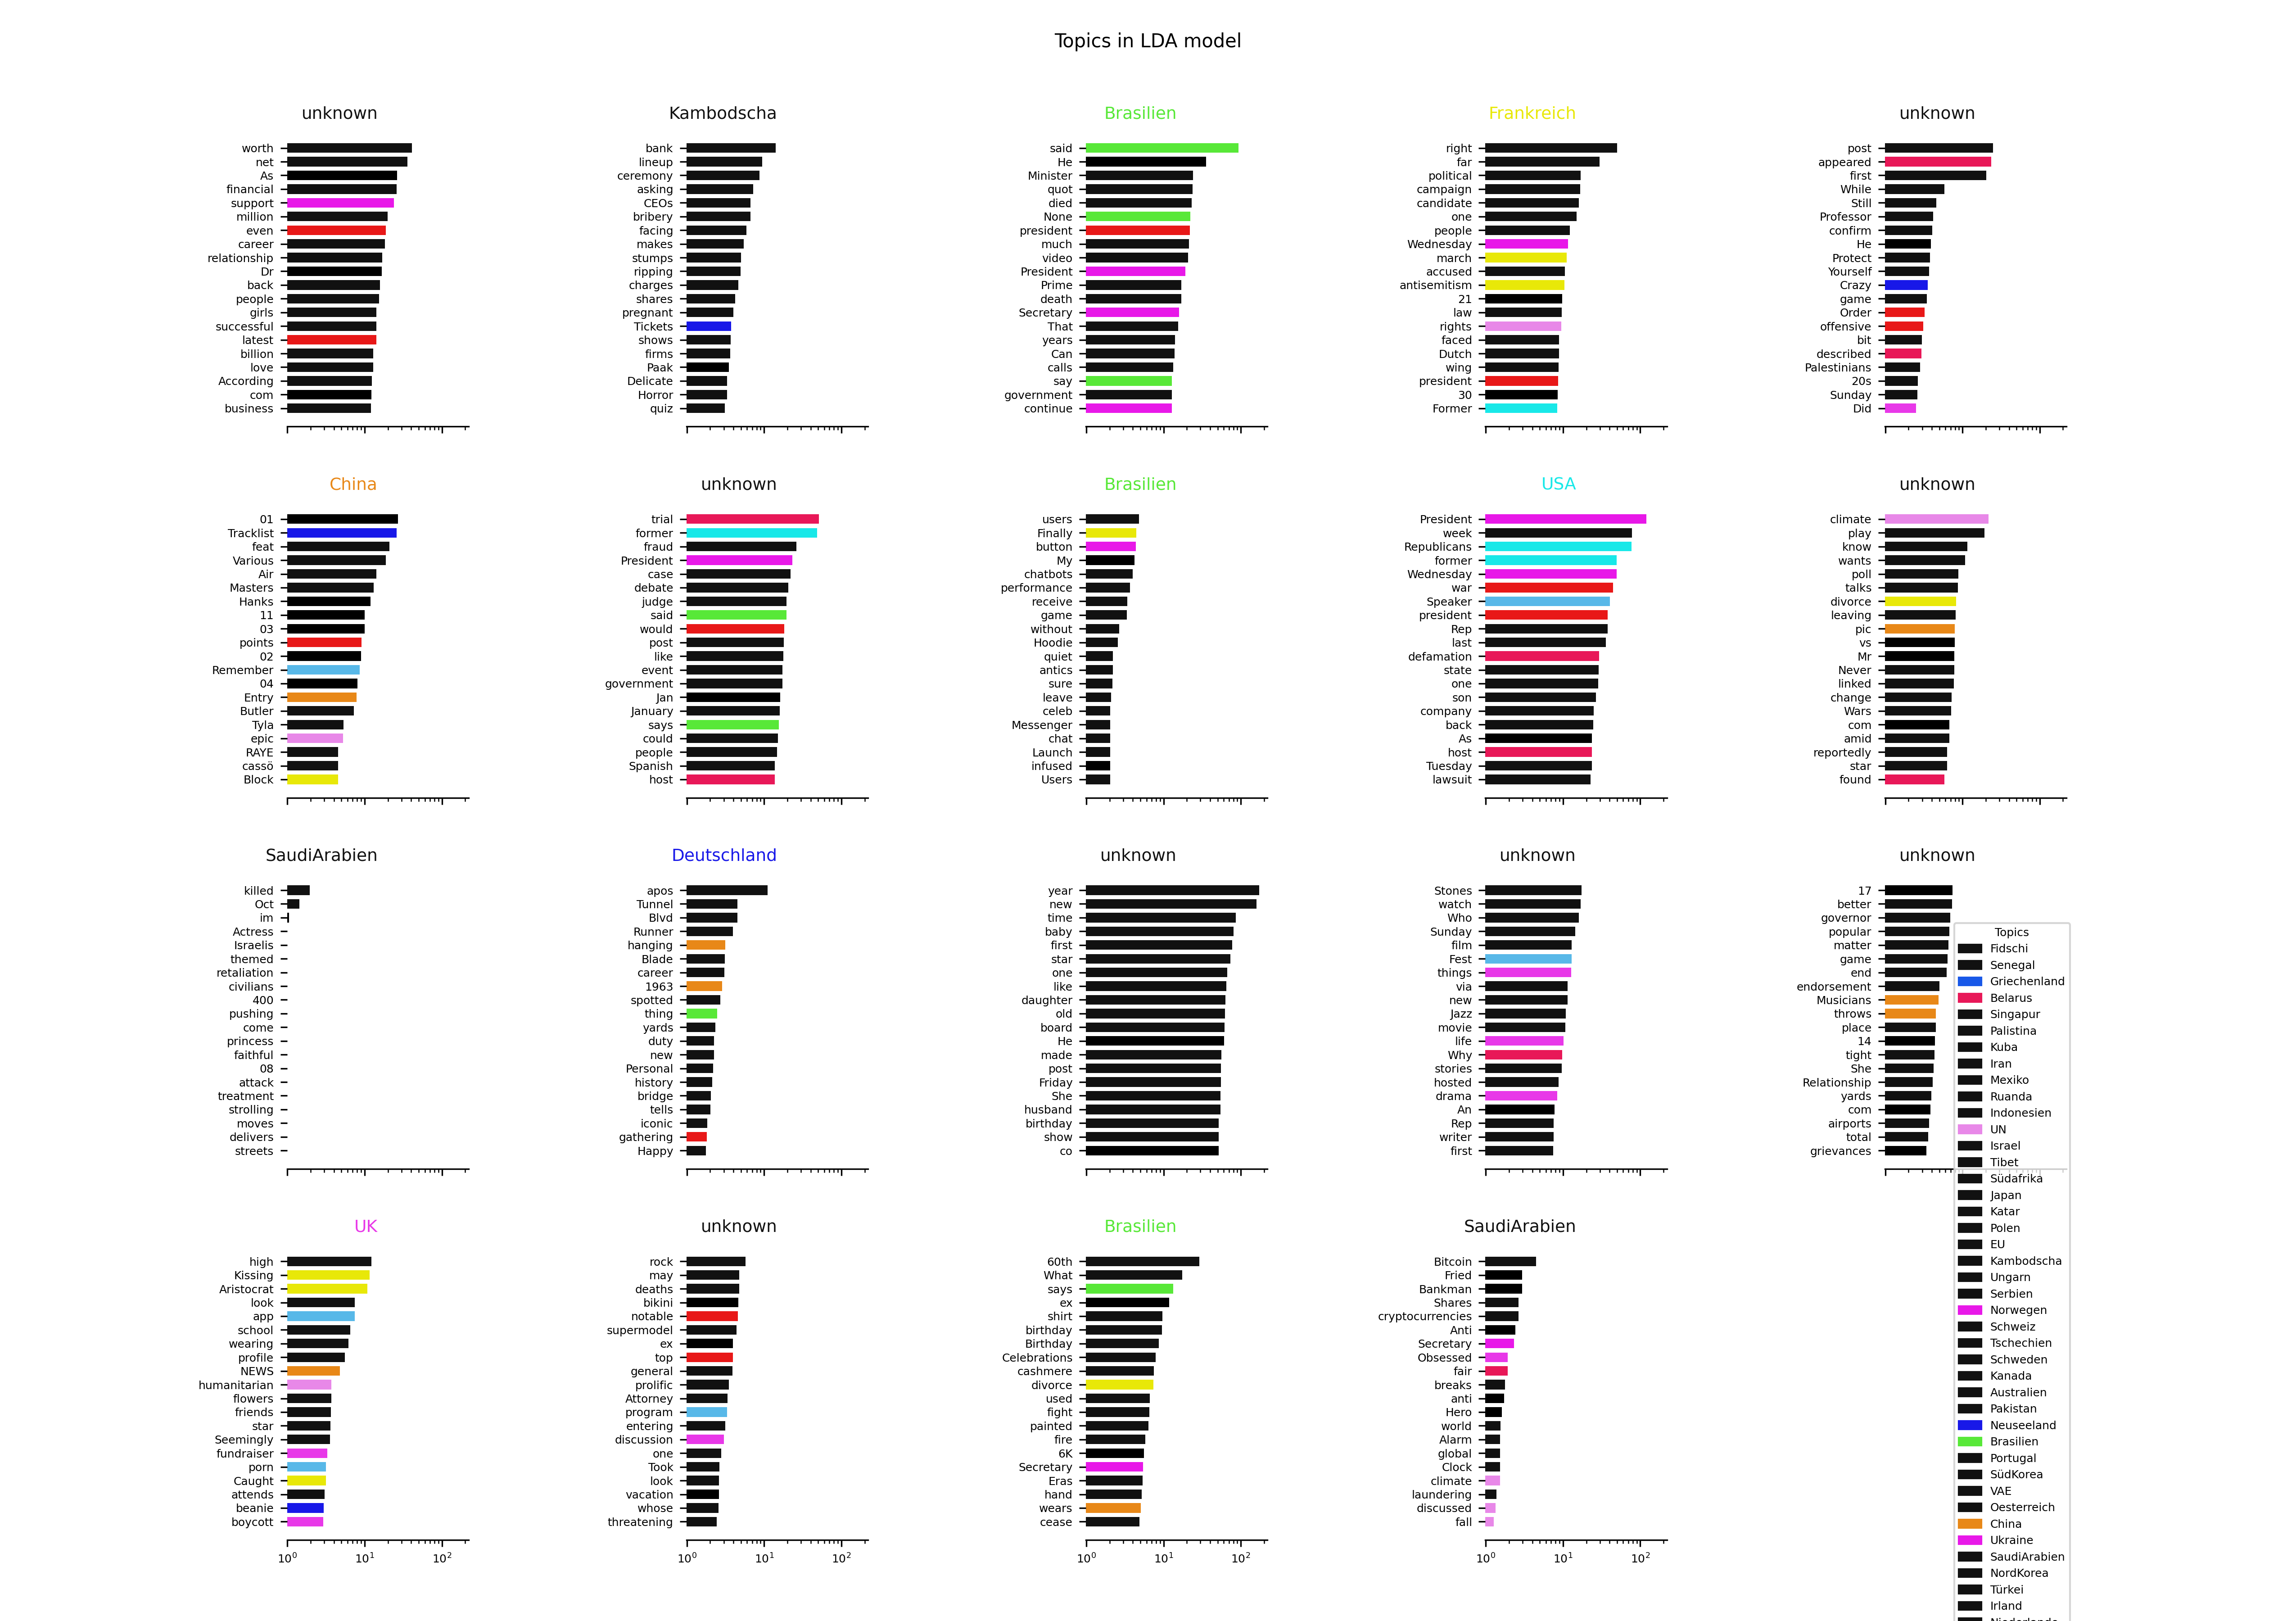 Topics in LDA model
unknown
worth
net
As
financial
support
million
even
career
relationship
Dr
back
people
girls
successful
latest
billion
love
According
com
business
Kambodscha
bank
lineup
ceremony
asking
CEOs
bribery
facing
makes
stumps
ripping
charges
shares
pregnant
Tickets
shows
firms
Paak
Delicate
Horror
quiz
Brasilien
said
He
Minister
quot
died
None
president
much
video
President
Prime
death
Secretary
That
years
Can
calls
say
government
continue
Frankreich
right
far
political
campaign
candidate
one
people
Wednesday
march
accused
antisemitism
21
law
rights
faced
Dutch
wing
president
30
Former
unknown
post
appeared
first
While
Still
Professor
confirm
He
Protect
Yourself
Crazy
game
Order
offensive
bit
described
Palestinians
20s
Sunday
Did
China
01
Tracklist
feat
Various
Air
Masters
Hanks
11
03
points
02
Remember
04
Entry
Butler
Tyla
epic
RAYE
cassö
Block
unknown
trial
former
fraud
President
case
debate
judge
said
would
post
like
event
government
Jan
January
says
could
people
Spanish
host
Brasilien
users
Finally
button
My
chatbots
performance
receive
game
without
Hoodie
quiet
antics
sure
leave
celeb
Messenger
chat
Launch
infused
Users
USA
President
week
Republicans
former
Wednesday
war
Speaker
president
Rep
last
defamation
state
one
son
company
back
As
host
Tuesday
lawsuit
unknown
climate
play
know
wants
poll
talks
divorce
leaving
pic
vs
Mr
Never
linked
change
Wars
com
amid
reportedly
star
found
SaudiArabien
killed
Oct
im
Actress
Israelis
themed
retaliation
civilians
400
pushing
come
princess
faithful
08
attack
treatment
strolling
moves
delivers
streets
Deutschland
apos
Tunnel
Blvd
Runner
hanging
Blade
career
1963
spotted
thing
yards
duty
new
Personal
history
bridge
tells
iconic
gathering
Happy
unknown
year
new
time
baby
first
star
one
like
daughter
old
board
He
made
post
Friday
She
husband
birthday
show
co
unknown
Stones
watch
Who
Sunday
film
Fest
things
via
new
Jazz
movie
life
Why
stories
hosted
drama
An
Rep
writer
first
unknown
17
better
governor
popular
matter
game
end
endorsement
Musicians
throws
place
14
tight
She
Relationship
yards
com
airports
total
grievances
UK
high
Kissing
Aristocrat
look
app
school
wearing
profile
NEWS
humanitarian
flowers
friends
star
Seemingly
fundraiser
porn
Caught
attends
beanie
boycott
10⁰ 10¹ 10²
unknown
rock
may
deaths
bikini
notable
supermodel
ex
top
general
prolific
Attorney
program
entering
discussion
one
Took
look
vacation
whose
threatening
10⁰ 10¹ 10²
Brasilien
60th
What
says
ex
shirt
birthday
Birthday
Celebrations
cashmere
divorce
used
fight
painted
fire
6K
Secretary
Eras
hand
wears
cease
10⁰ 10¹ 10²
SaudiArabien
Bitcoin
Fried
Bankman
Shares
cryptocurrencies
Anti
Secretary
Obsessed
fair
breaks
anti
Hero
world
Alarm
global
Clock
climate
laundering
discussed
fall
10⁰ 10¹ 10²
Topics
Fidschi
Senegal
Griechenland
Belarus
Singapur
Palistina
Kuba
Iran
Mexiko
Ruanda
Indonesien
UN
Israel
Tibet
Südafrika
Japan
Katar
Polen
EU
Kambodscha
Ungarn
Serbien
Norwegen
Schweiz
Tschechien
Schweden
Kanada
Australien
Pakistan
Neuseeland
Brasilien
Portugal
SüdKorea
VAE
Oesterreich
China
Ukraine
SaudiArabien
NordKorea
Türkei
Irland